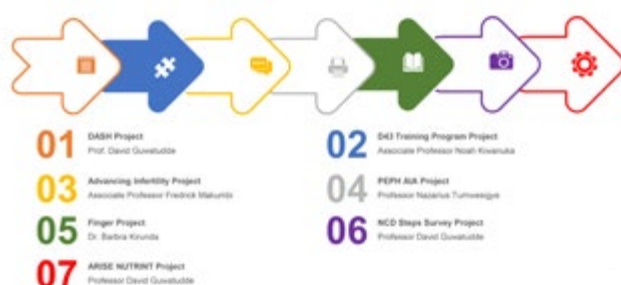 01
DASH Project
Prof. David Guwatudde
02
D43 Training Program Project
Associate Professor Noah Kiwanuka
03
Advancing Infertility Project
Associate Professor Fredrick Makumbi
04
PEPH AIA Project
Professor Nazarius Tumwesigye
05
Finger Project
Dr. Barbra Kirunda
06
NCD Steps Survey Project
Professor David Guwatudde
07
ARISE NUTRINT Project
Professor David Guwatudde